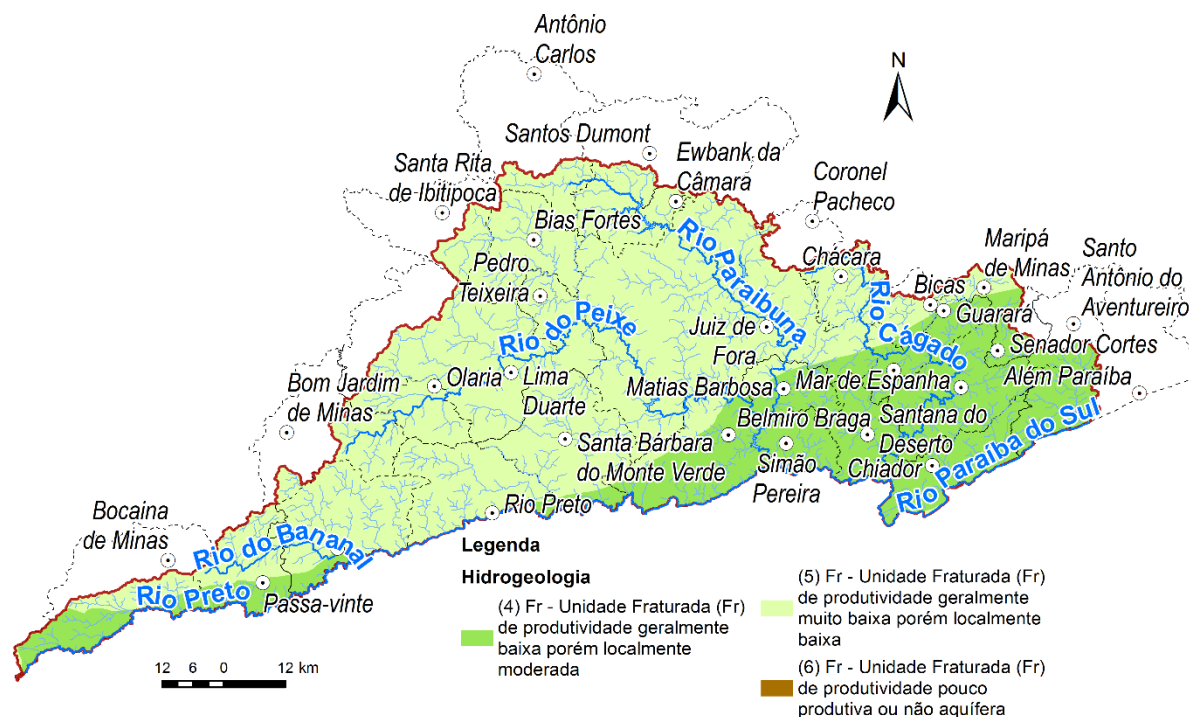 Antônio
Carlos
N
Santos Dumont
Ewbank da
Câmara
Santa Rita
de Ibitipoca
Coronel
Pacheco
Bias Fortes
Rio Paraibuna
Chácara
Maripá
de Minas
Santo
Antônio do
Aventureiro
Pedro
Teixeira
Bicas
Guarará
Rio do Peixe
Rio Cágado
Juiz de
Fora
Senador Cortes
Bom Jardim
de Minas
Olaria
Lima
Duarte
Matias Barbosa
Mar de Espanha
Além Paraíba
Belmiro Braga
Santana do
Deserto
Santa Bárbara
do Monte Verde
Simão
Pereira
Chiador
Rio Paraíba do Sul
Rio Preto
Bocaina
de Minas
Rio do Bananal
Rio Preto
Passa-vinte
12 6 0 12 km
Legenda
Hidrogeologia
(4) Fr - Unidade Fraturada (Fr)
de produtividade geralmente
baixa porém localmente
moderada
(5) Fr - Unidade Fraturada (Fr)
de produtividade geralmente
muito baixa porém localmente
baixa
(6) Fr - Unidade Fraturada (Fr)
de produtividade pouco
produtiva ou não aquífera